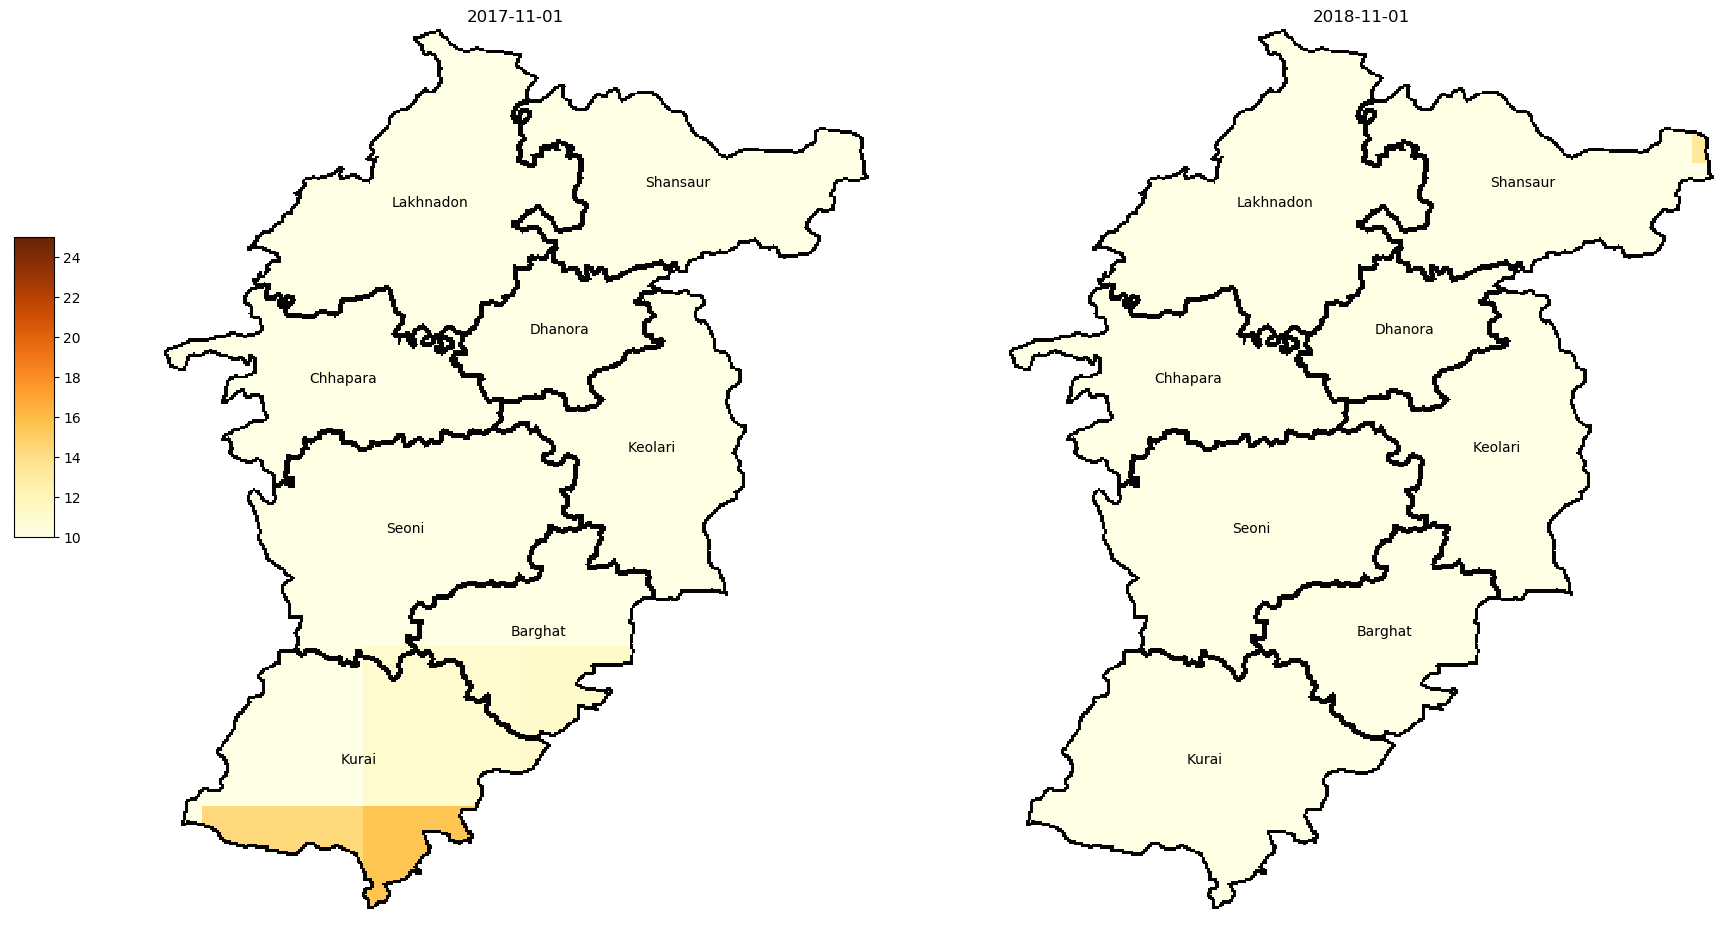 2017-11-01
2018-11-01
Lakhnadon
Shansaur
Dhanora
Chhapara
Keolari
Seoni
Barghat
Kurai
Lakhnadon
Shansaur
Dhanora
Chhapara
Keolari
Seoni
Barghat
Kurai
24
22
20
18
16
14
12
10